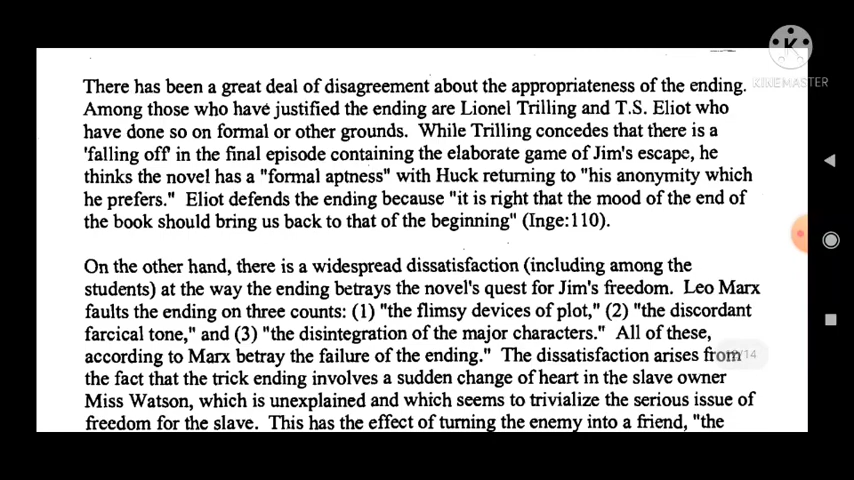 K
KINEMASTER
There has been a great deal of disagreement about the appropriateness of the ending.
Among those who have justified the ending are Lionel Trilling and T.S. Eliot who
have done so on formal or other grounds. While Trilling concedes that there is a
'falling off' in the final episode containing the elaborate game of Jim's escape, he
thinks the novel has a "formal aptness" with Huck returning to "his anonymity which
he prefers." Eliot defends the ending because "it is right that the mood of the end of
the book should bring us back to that of the beginning" (Inge:110).
On the other hand, there is a widespread dissatisfaction (including among the
students) at the way the ending betrays the novel's quest for Jim's freedom. Leo Marx
faults the ending on three counts: (1) "the flimsy devices of plot," (2) "the discordant
farcical tone," and (3) "the disintegration of the major characters." All of these,
according to Marx betray the failure of the ending." The dissatisfaction arises from
the fact that the trick ending involves a sudden change of heart in the slave owner
Miss Watson, which is unexplained and which seems to trivialize the serious issue of
freedom for the slave. This has the effect of turning the enemy into a friend, "the